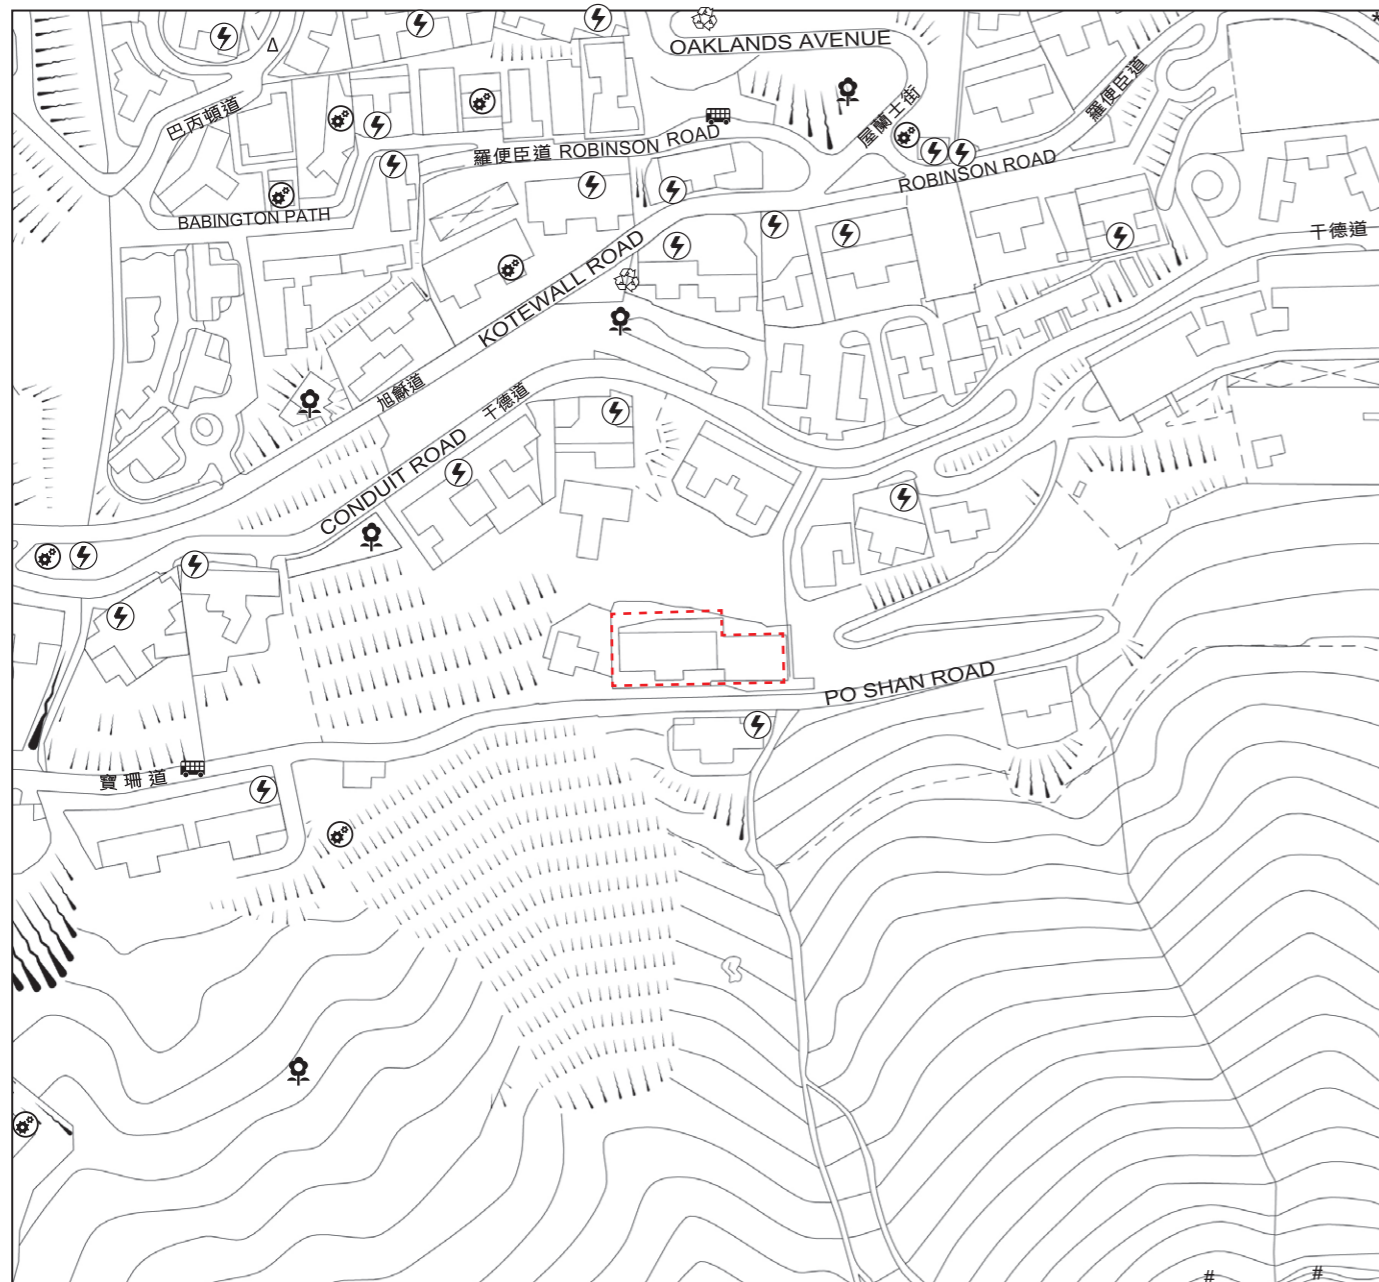 OAKLANDS AVENUE
巴丙頓道
屋蘭士街
羅便臣道
羅便臣道 ROBINSON ROAD
ROBINSON ROAD
BABINGTON PATH
干德道
KOTEWALL ROAD
旭龢道
干德道
CONDUIT ROAD
PO SHAN ROAD
寶珊道
#
#